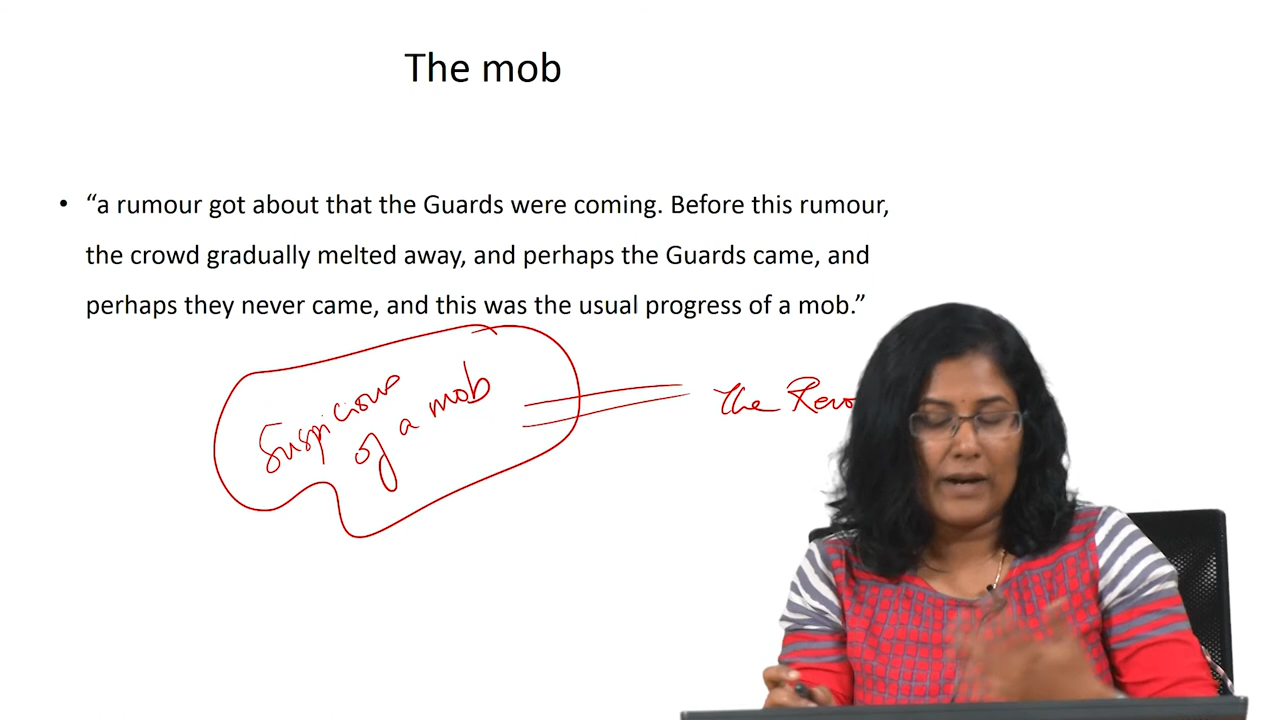 The mob
• “a rumour got about that the Guards were coming. Before this rumour,
the crowd gradually melted away, and perhaps the Guards came, and
perhaps they never came, and this was the usual progress of a mob.”
Suspicious
of a mob
The Revo